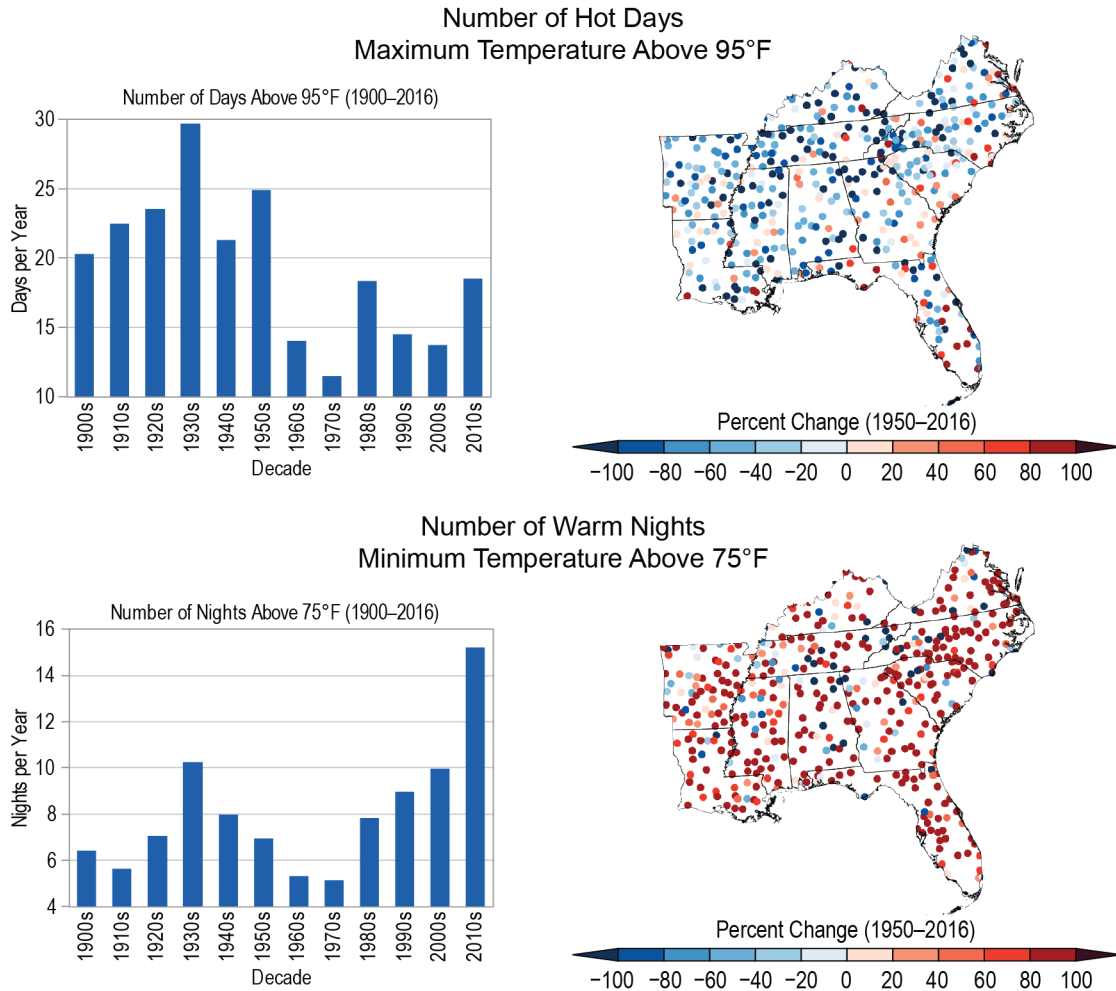 Number of Hot Days
Maximum Temperature Above 95°F
Number of Days Above 95°F (1900–2016)
Days per Year
30
25
20
15
10
1900s
1910s
1920s
1930s
1940s
1950s
1960s
1970s
1980s
1990s
2000s
2010s
Decade
Percent Change (1950–2016)
−100 −80 −60 −40 −20 0 20 40 60 80 100
Number of Warm Nights
Minimum Temperature Above 75°F
Number of Nights Above 75°F (1900–2016)
Nights per Year
16
14
12
10
8
6
4
1900s
1910s
1920s
1930s
1940s
1950s
1960s
1970s
1980s
1990s
2000s
2010s
Decade
Percent Change (1950–2016)
−100 −80 −60 −40 −20 0 20 40 60 80 100